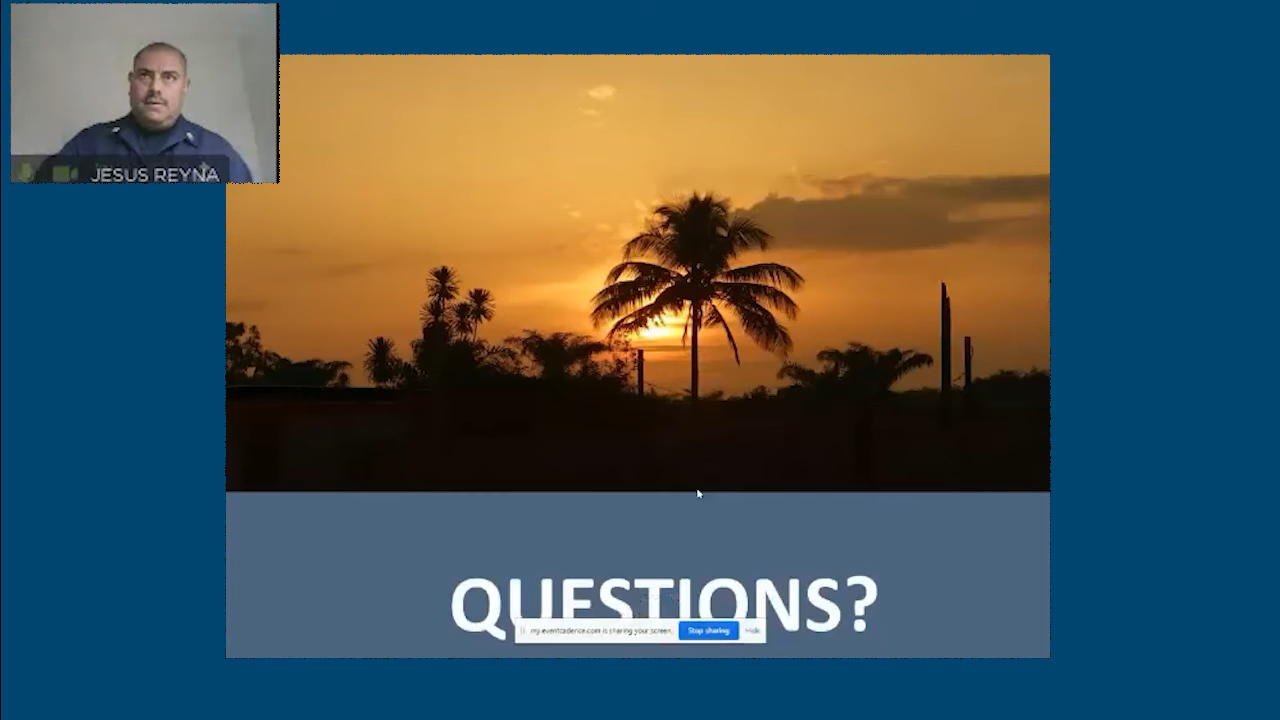 JESUS REYNA
QUESTIONS?
my.eventcadence.com is sharing your screen.
Stop sharing
Hide